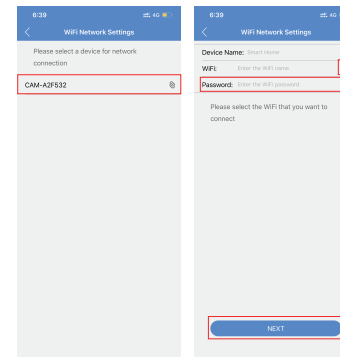 6:39
4G
WiFi Network Settings
Please select a device for network
connection
CAM-A2F532
6:39
4G
WiFi Network Settings
Device Name: Smart Home
WiFi: Enter the WiFi name
Password: Enter the WiFi password
Please select the WiFi that you want to
connect
NEXT